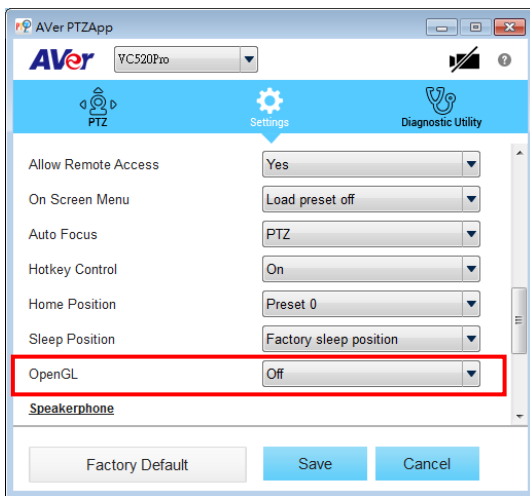 AVer PTZApp
AVer VC520Pro
PTZ Settings Diagnostic Utility
Allow Remote Access Yes
On Screen Menu Load preset off
Auto Focus PTZ
Hotkey Control On
Home Position Preset 0
Sleep Position Factory sleep position
OpenGL Off
Speakerphone
Factory Default Save Cancel